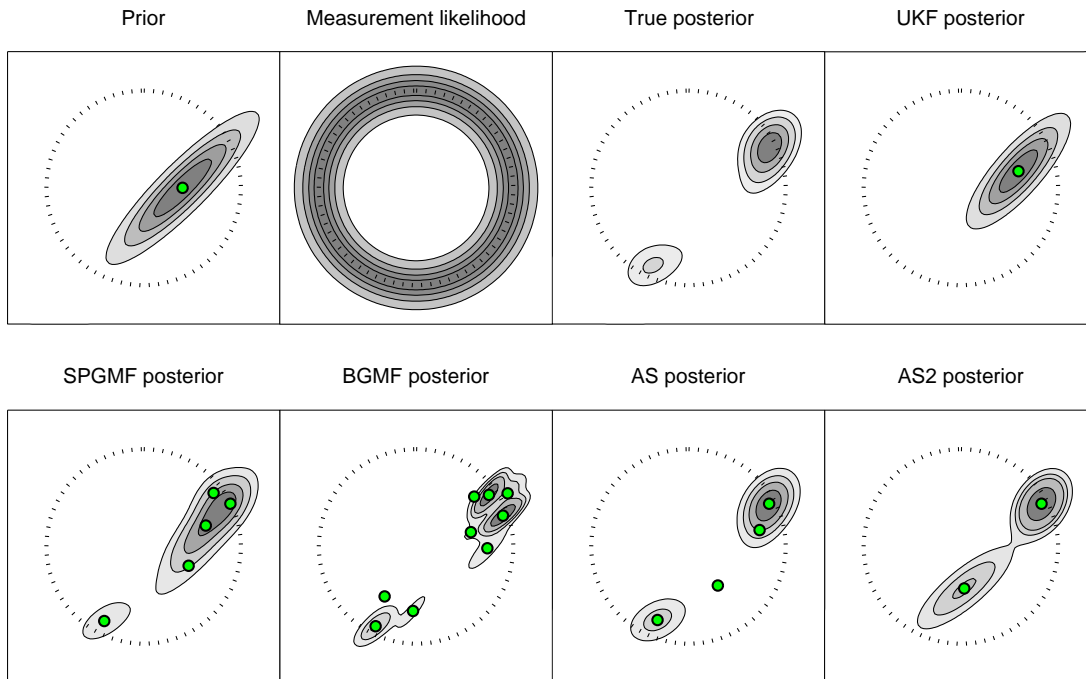 Prior
Measurement likelihood
True posterior
UKF posterior
SPGMF posterior
BGMF posterior
AS posterior
AS2 posterior